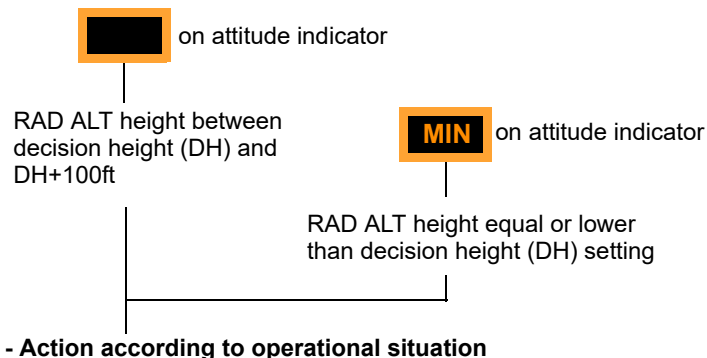 on attitude indicator
RAD ALT height between
decision height (DH) and
DH+100ft
MIN on attitude indicator
RAD ALT height equal or lower
than decision height (DH) setting
- Action according to operational situation